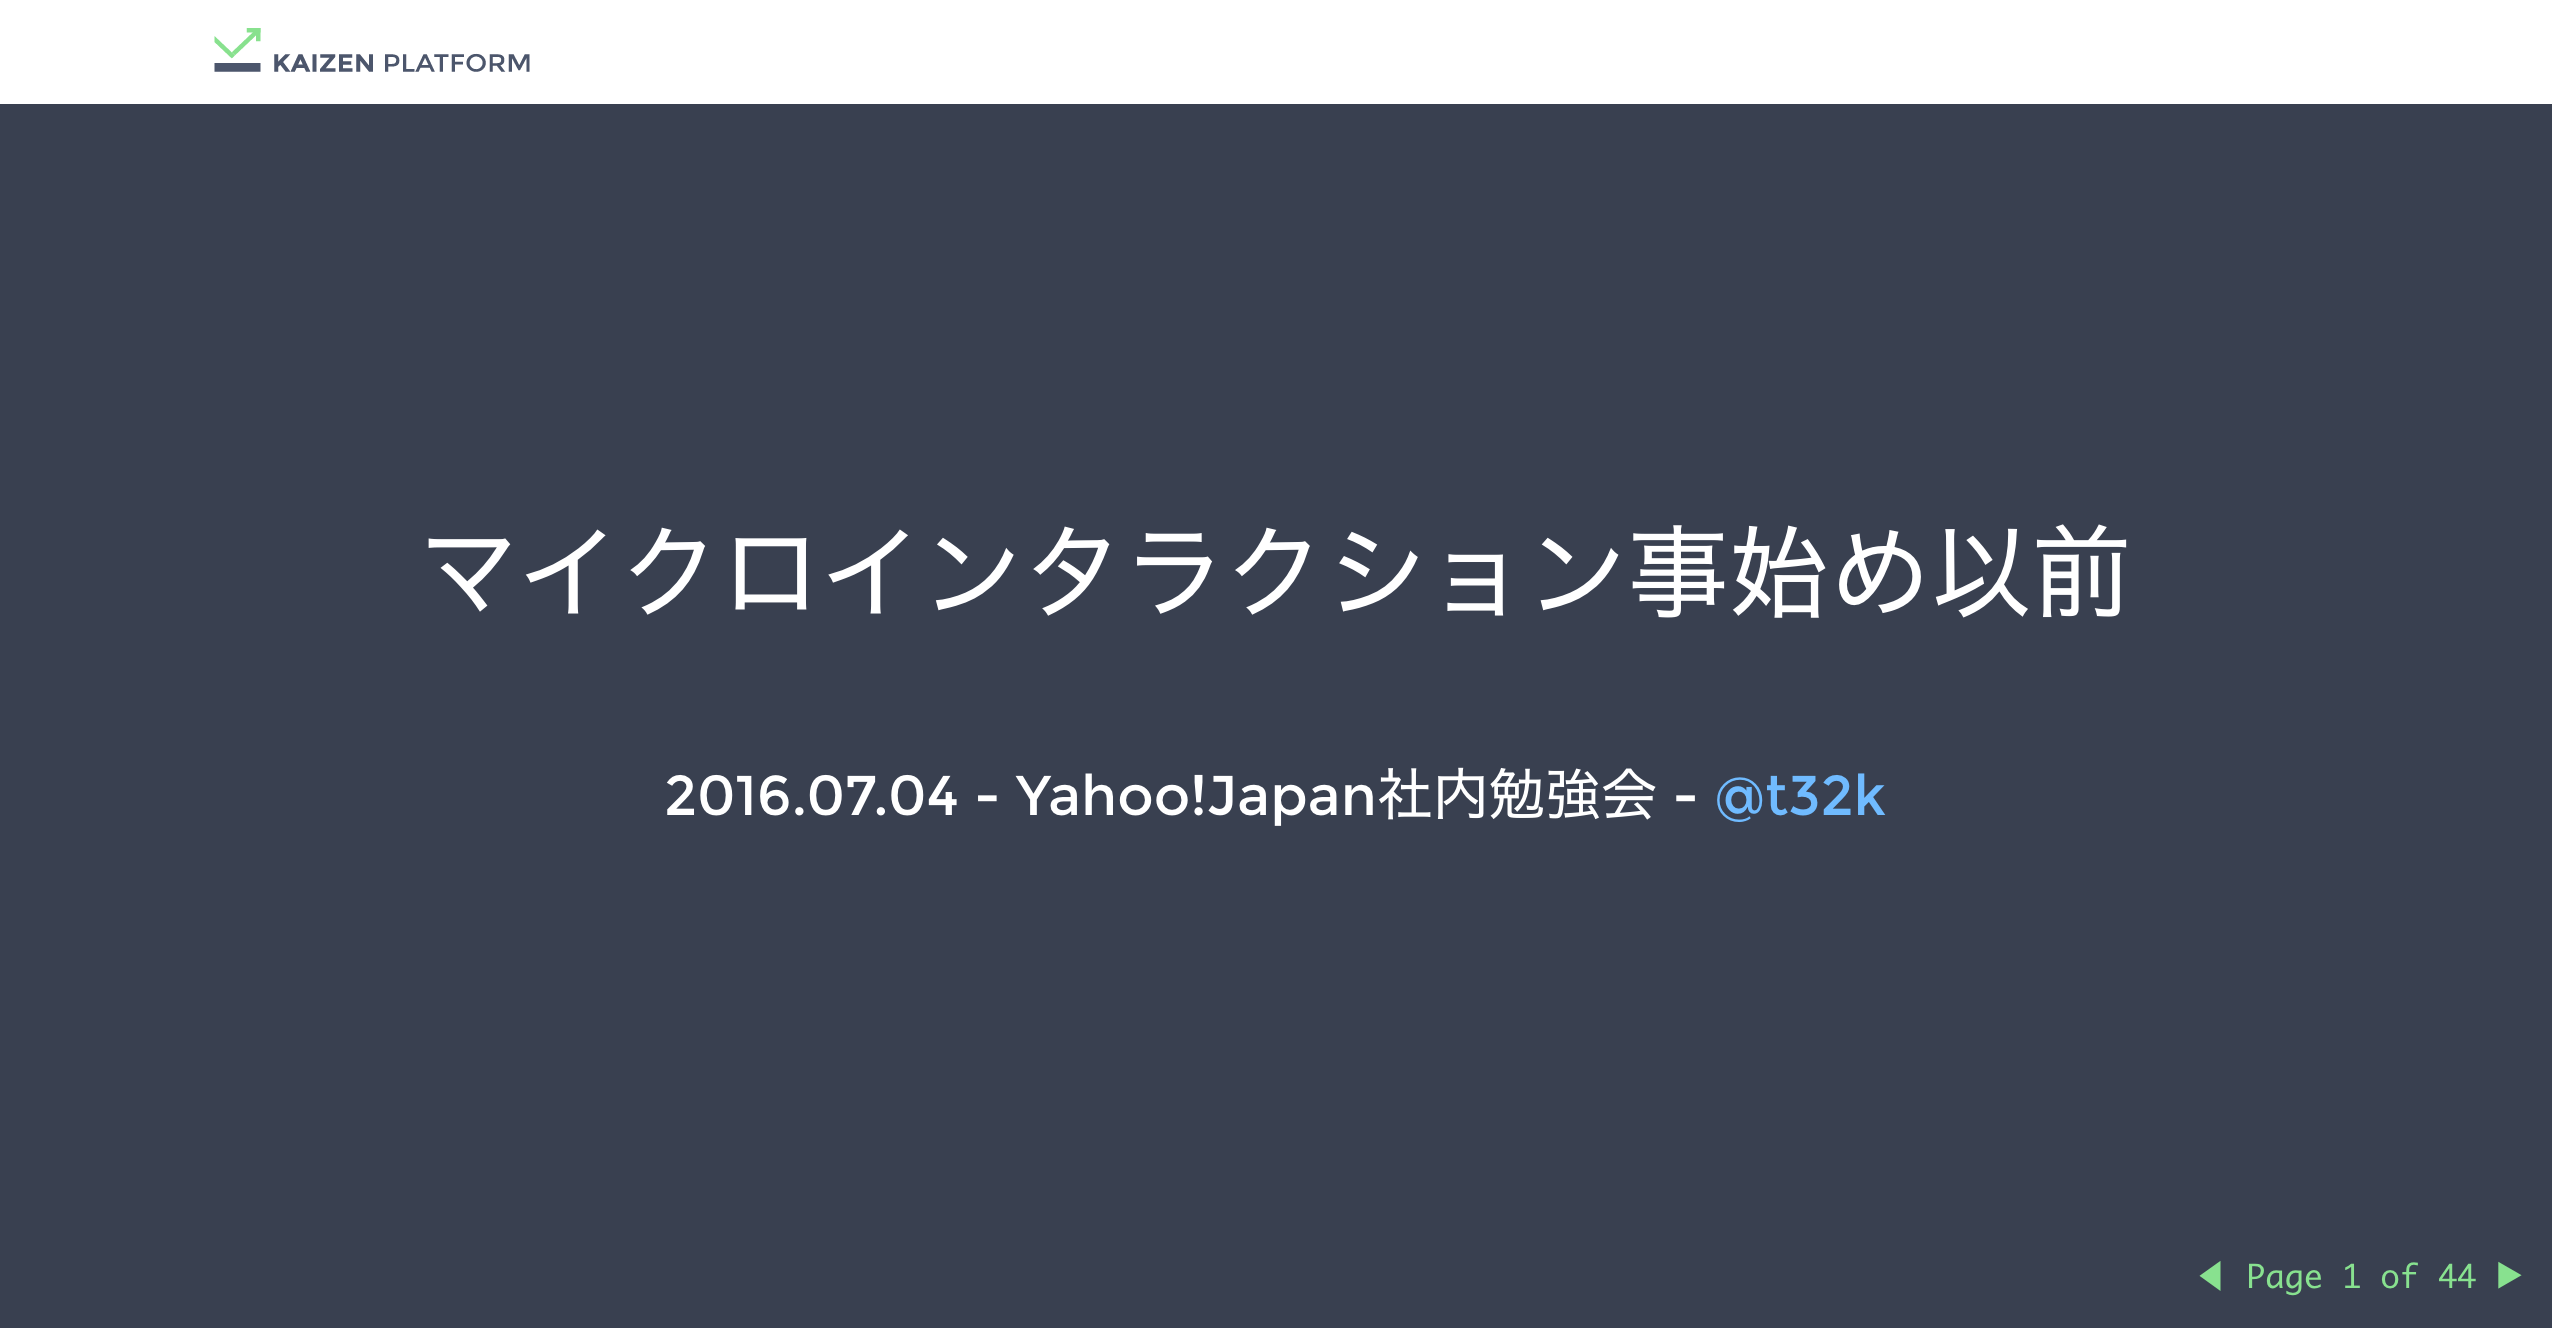 KAIZEN PLATFORM
マイクロインタラクション事始め以前
2016.07.04 - Yahoo!Japan社内勉強会 - @t32k
◀ Page 1 of 44 ▶